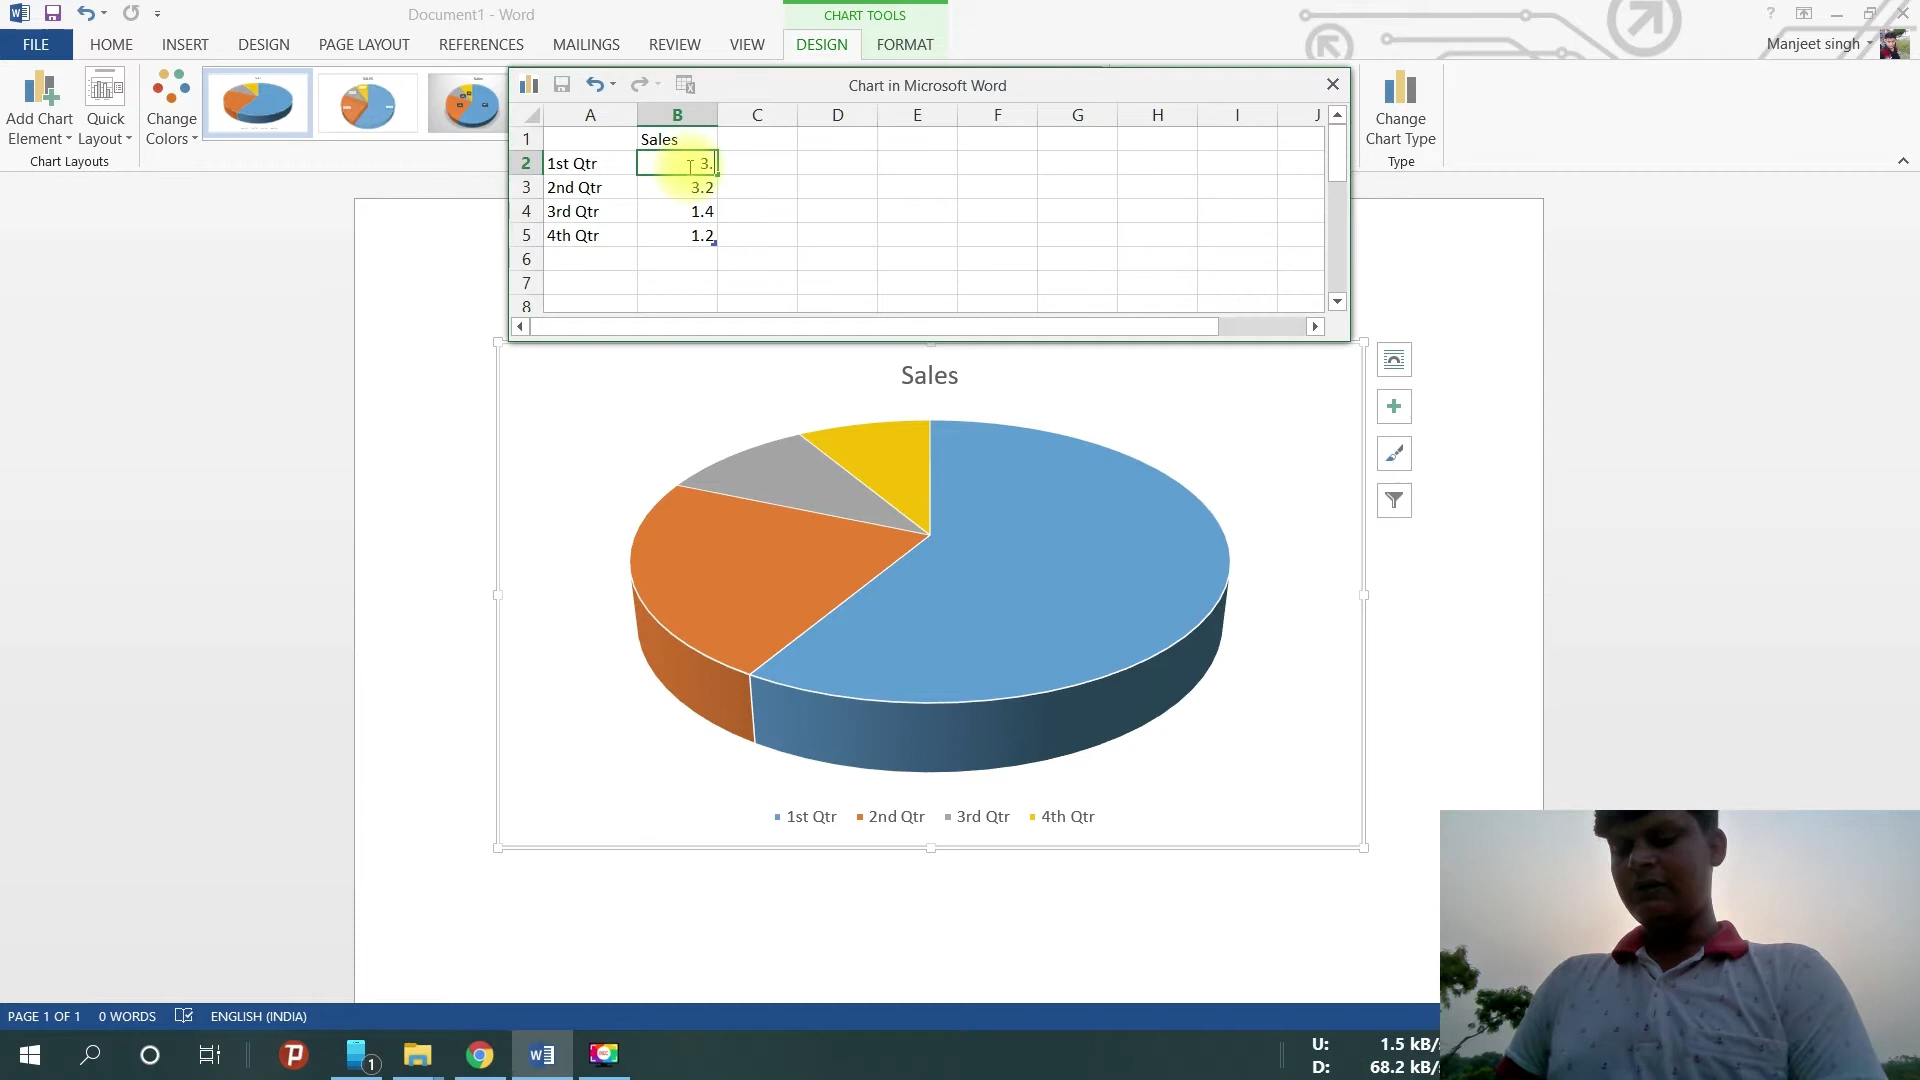 Document1 - Word
CHART TOOLS
?
FILE HOME INSERT DESIGN PAGE LAYOUT REFERENCES MAILINGS REVIEW VIEW DESIGN FORMAT
Manjeet singh
Add Chart Element
Quick Layout
Chart Layouts
Change Colors
Chart in Microsoft Word
Change Chart Type
Type
A B C D E F G H I J
1 Sales
2 1st Qtr 3.
3 2nd Qtr 3.2
4 3rd Qtr 1.4
5 4th Qtr 1.2
6
7
8
Sales
1st Qtr 2nd Qtr 3rd Qtr 4th Qtr
PAGE 1 OF 1 0 WORDS ENGLISH (INDIA)
1
U: 1.5 kB/
D: 68.2 kB/